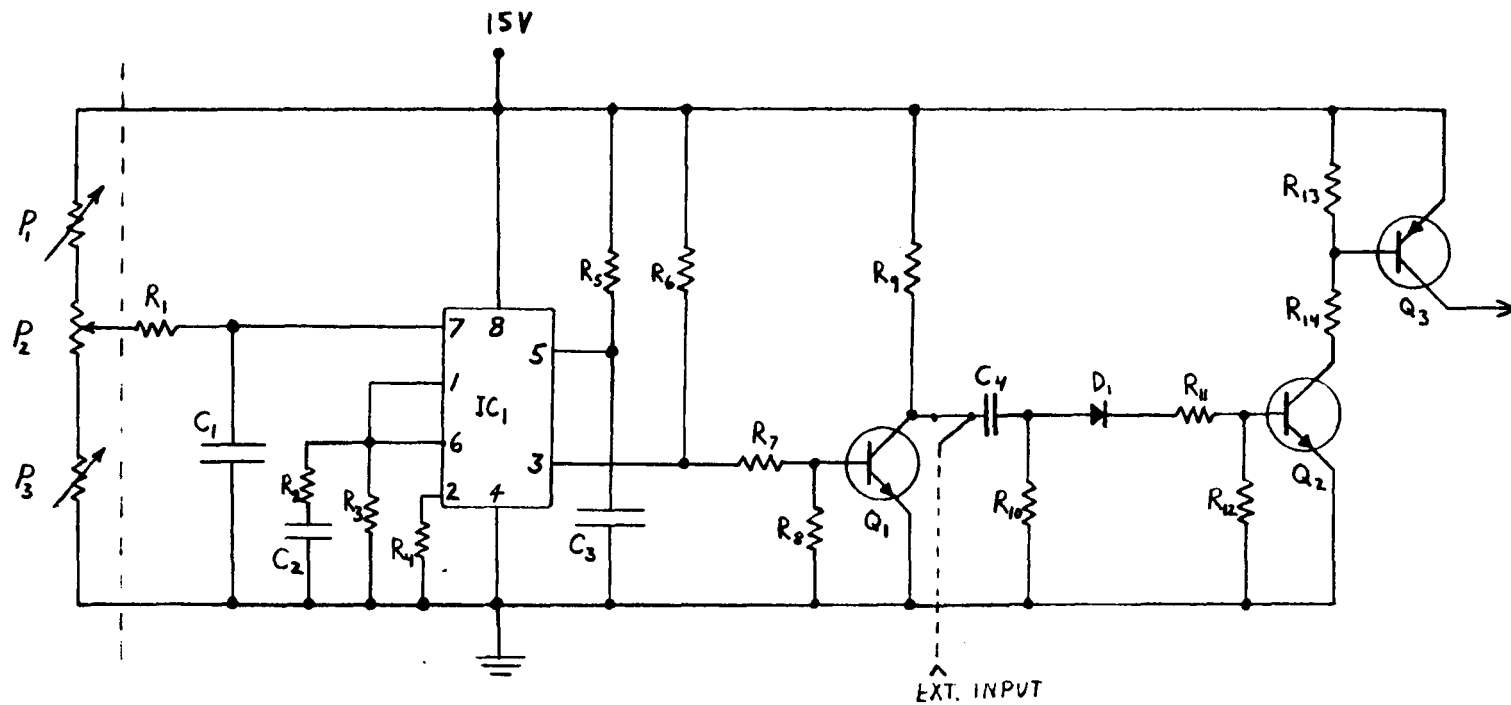 15V
P1
P2
P3
R1
C1
R2
C2
R3
R4
7 8
5
1
IC1
6
3
2 4
R5
C3
R6
R7
R8
R9
Q1
C4
R10
D1
R11
R12
R13
R14
Q2
Q3
EXT. INPUT